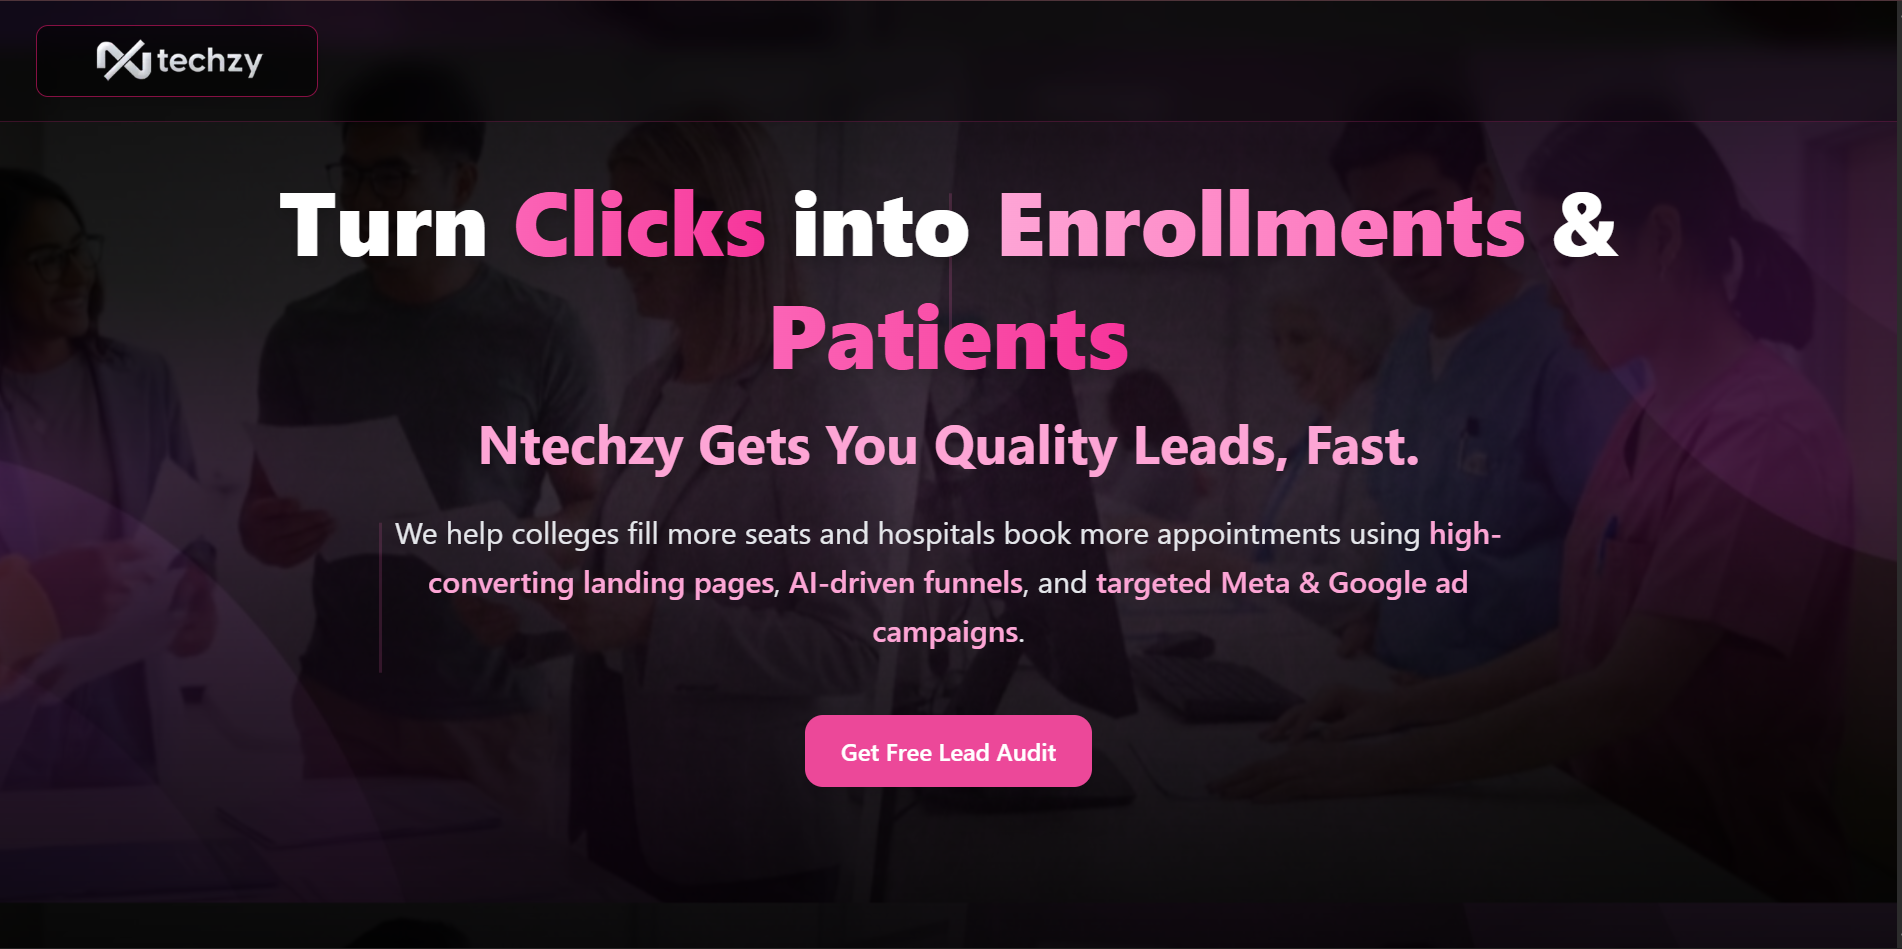 techzy
Turn Clicks into Enrollments &
Patients
Ntechzy Gets You Quality Leads, Fast.
We help colleges fill more seats and hospitals book more appointments using high-
converting landing pages, AI-driven funnels, and targeted Meta & Google ad
campaigns.
Get Free Lead Audit